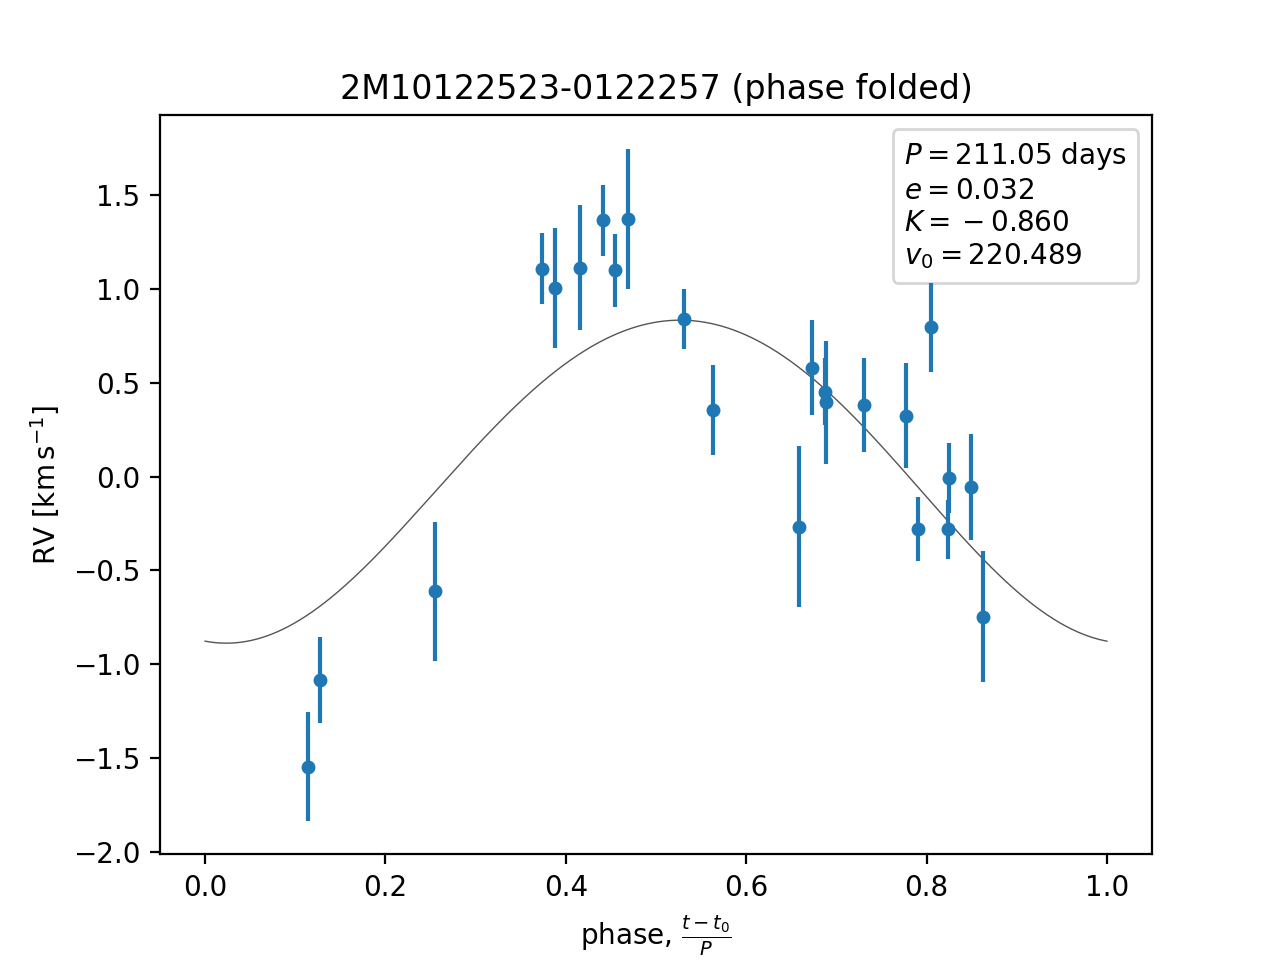 2M10122523-0122257 (phase folded)
P = 211.05 days
e = 0.032
K = −0.860
v₀ = 220.489
RV [km s⁻¹]
1.5
1.0
0.5
0.0
−0.5
−1.0
−1.5
−2.0
0.0 0.2 0.4 0.6 0.8 1.0
phase, (t − t₀)/P